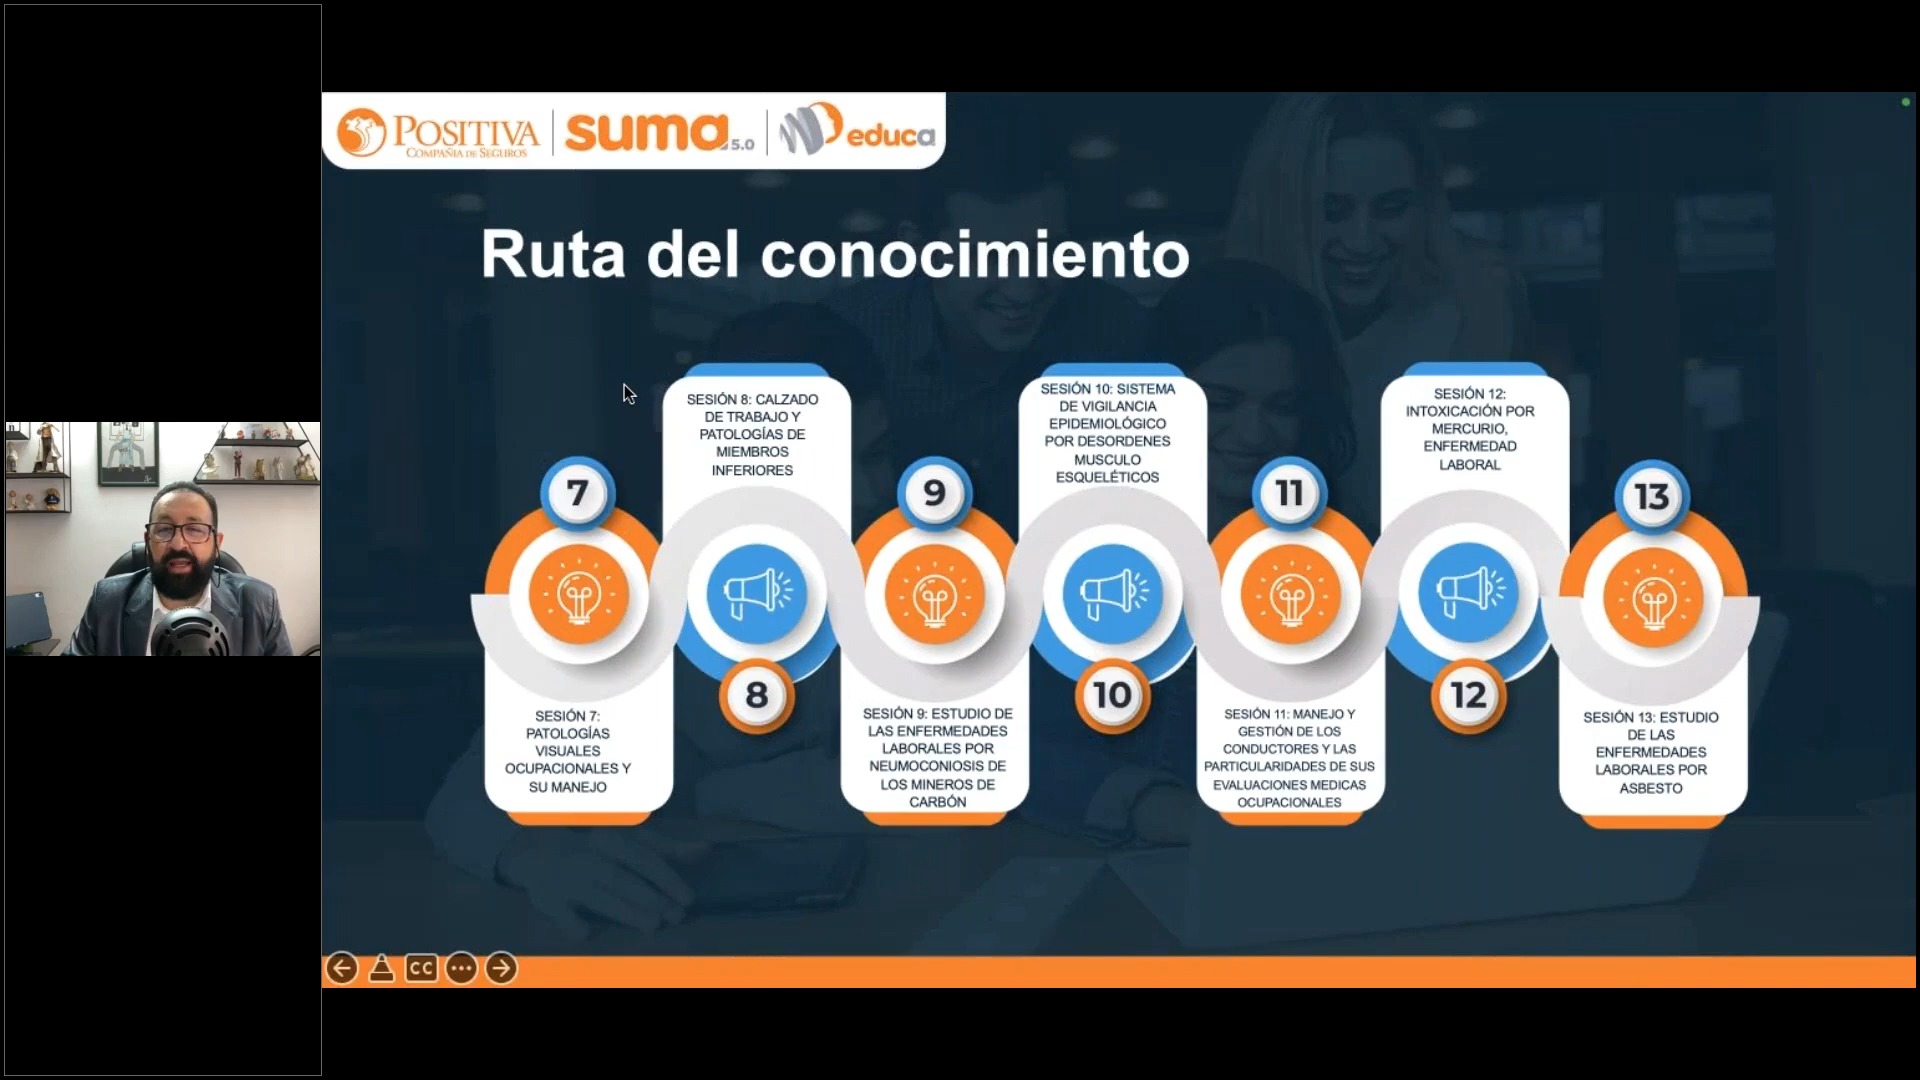 POSITIVA
COMPAÑIA DE SEGUROS
suma 5.0
educa
Ruta del conocimiento
7
SESIÓN 7:
PATOLOGÍAS
VISUALES
OCUPACIONALES Y
SU MANEJO
SESIÓN 8: CALZADO
DE TRABAJO Y
PATOLOGÍAS DE
MIEMBROS
INFERIORES
8
9
SESIÓN 9: ESTUDIO DE
LAS ENFERMEDADES
LABORALES POR
NEUMOCONIOSIS DE
LOS MINEROS DE
CARBÓN
SESIÓN 10: SISTEMA
DE VIGILANCIA
EPIDEMIOLÓGICO
POR DESORDENES
MUSCULO
ESQUELÉTICOS
10
11
SESIÓN 11: MANEJO Y
GESTIÓN DE LOS
CONDUCTORES Y LAS
PARTICULARIDADES DE SUS
EVALUACIONES MEDICAS
OCUPACIONALES
SESIÓN 12:
INTOXICACIÓN POR
MERCURIO,
ENFERMEDAD
LABORAL
12
13
SESIÓN 13: ESTUDIO
DE LAS
ENFERMEDADES
LABORALES POR
ASBESTO
CC